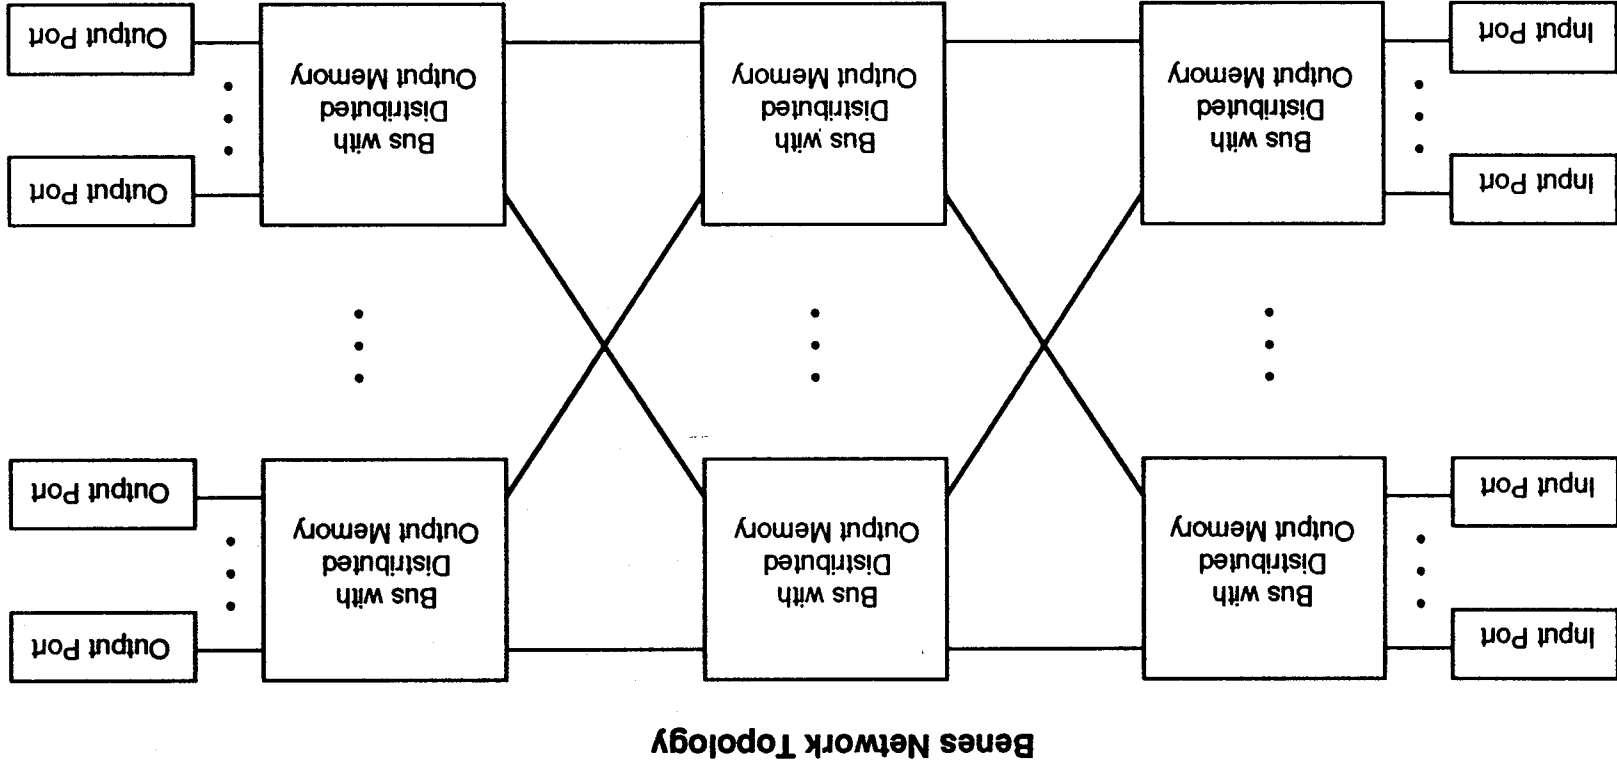 Benes Network Topology
Input Port
Input Port
Bus with
Distributed
Output Memory
Bus with
Distributed
Output Memory
Bus with
Distributed
Output Memory
Output Port
Output Port
Input Port
Input Port
Bus with
Distributed
Output Memory
Bus with
Distributed
Output Memory
Bus with
Distributed
Output Memory
Output Port
Output Port